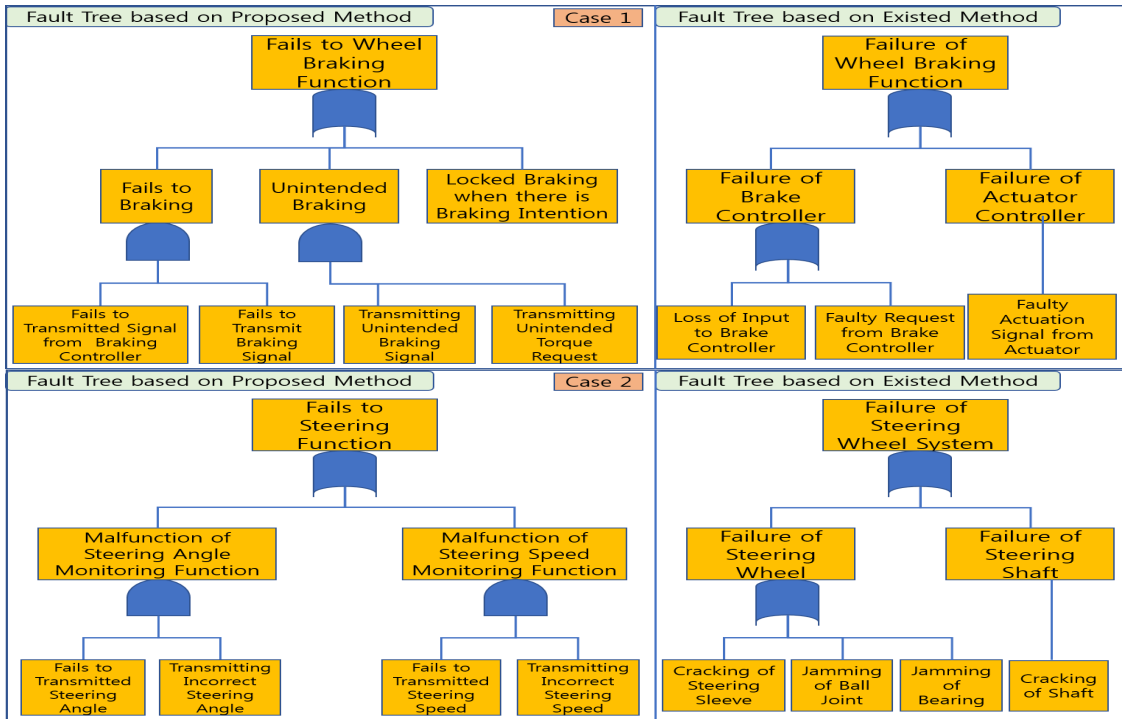 Fault Tree based on Proposed Method
Case 1
Fails to Wheel
Braking
Function
Fails to
Braking
Unintended
Braking
Locked Braking
when there is
Braking Intention
Fails to
Transmitted Signal
from Braking
Controller
Fails to
Transmit
Braking
Signal
Transmitting
Unintended
Braking
Signal
Transmitting
Unintended
Torque
Request
Fault Tree based on Existed Method
Failure of
Wheel Braking
Function
Failure of
Brake
Controller
Failure of
Actuator
Controller
Loss of Input
to Brake
Controller
Faulty Request
from Brake
Controller
Faulty
Actuation
Signal from
Actuator
Fault Tree based on Proposed Method
Case 2
Fails to
Steering
Function
Malfunction of
Steering Angle
Monitoring Function
Malfunction of
Steering Speed
Monitoring Function
Fails to
Transmitted
Steering
Angle
Transmitting
Incorrect
Steering
Angle
Fails to
Transmitted
Steering
Speed
Transmitting
Incorrect
Steering
Speed
Fault Tree based on Existed Method
Failure of
Steering
Wheel System
Failure of
Steering
Wheel
Failure of
Steering
Shaft
Cracking of
Steering
Sleeve
Jamming
of Ball
Joint
Jamming
of
Bearing
Cracking
of Shaft